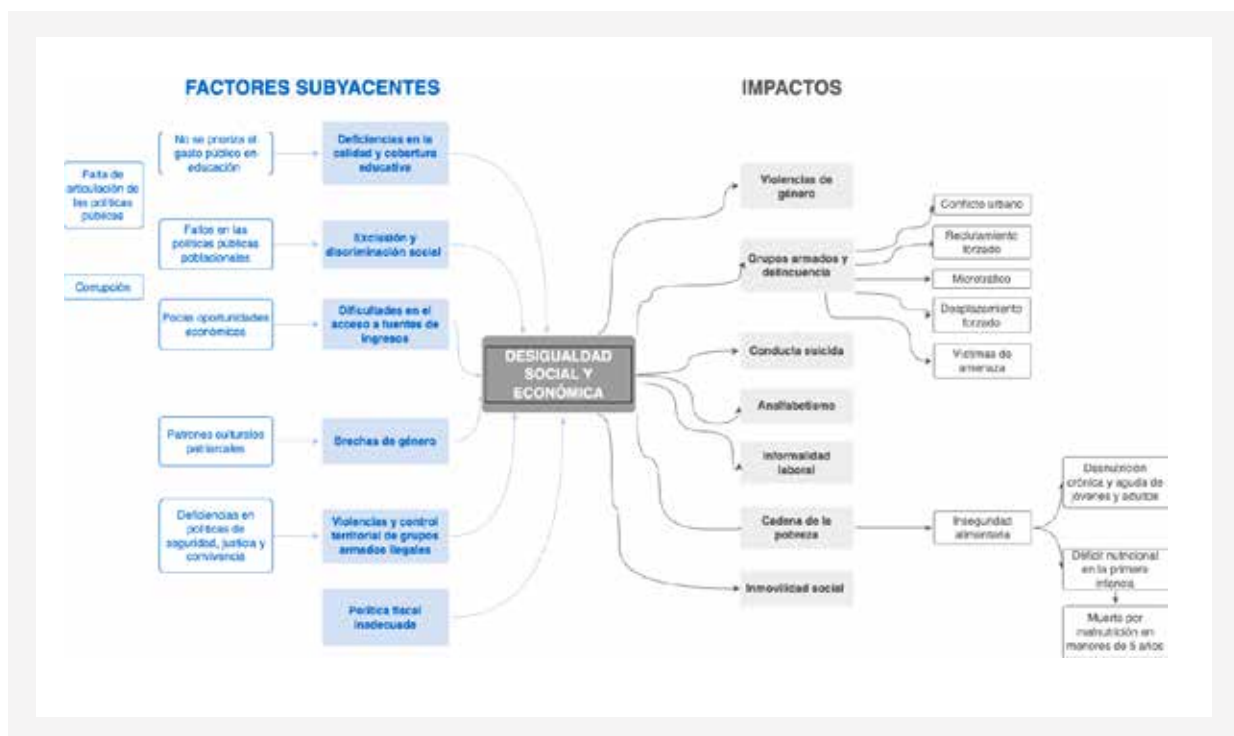 FACTORES SUBYACENTES
IMPACTOS
Falta de
articulación de
las políticas
públicas
Corrupción
No se prioriza el
gasto público en
educación
Fallos en las
políticas públicas
poblacionales
Pocas oportunidades
económicas
Patrones culturales
patriarcales
Deficiencias en
políticas de
seguridad, justicia y
convivencia
Deficiencias en la
calidad y cobertura
educativa
Exclusión y
discriminación social
Dificultades en el
acceso a fuentes de
ingresos
Brechas de género
Violencias y control
territorial de grupos
armados ilegales
Política fiscal
inadecuada
DESIGUALDAD
SOCIAL Y
ECONÓMICA
Violencias de
género
Grupos armados y
delincuencia
Conducta suicida
Analfabetismo
Informalidad
laboral
Cadena de la
pobreza
Inmovilidad social
Conflicto urbano
Reclutamiento
forzado
Microtráfico
Desplazamiento
forzado
Víctimas de
amenaza
Inseguridad
alimentaria
Desnutrición
crónica y aguda de
jóvenes y adultos
Déficit nutricional
en la primera
infancia
Muerte por
malnutrición en
menores de 5 años